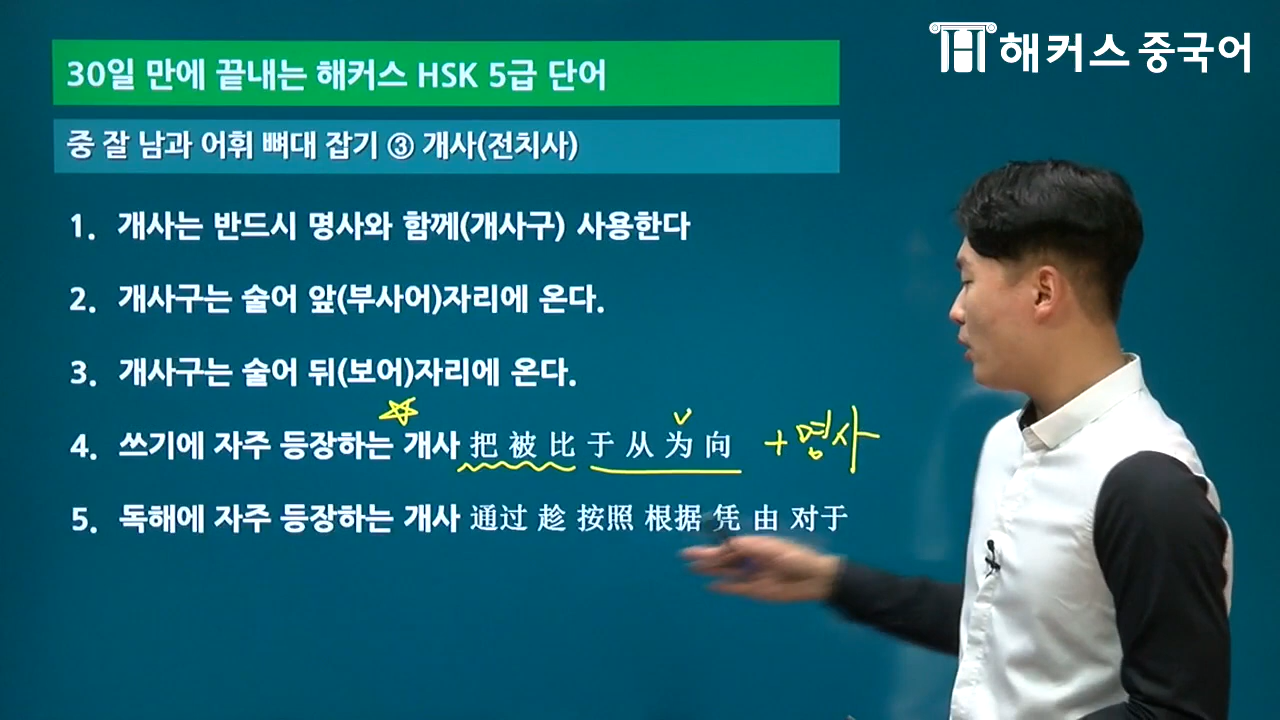 해커스 중국어
30일 만에 끝내는 해커스 HSK 5급 단어
중 잘 남과 어휘 뼈대 잡기 ③ 개사(전치사)
1. 개사는 반드시 명사와 함께(개사구) 사용한다
2. 개사구는 술어 앞(부사어)자리에 온다.
3. 개사구는 술어 뒤(보어)자리에 온다.
4. 쓰기에 자주 등장하는 개사 把 被 比 于 从 为 向 + 명사
5. 독해에 자주 등장하는 개사 通过 趁 按照 根据 凭 由 对于